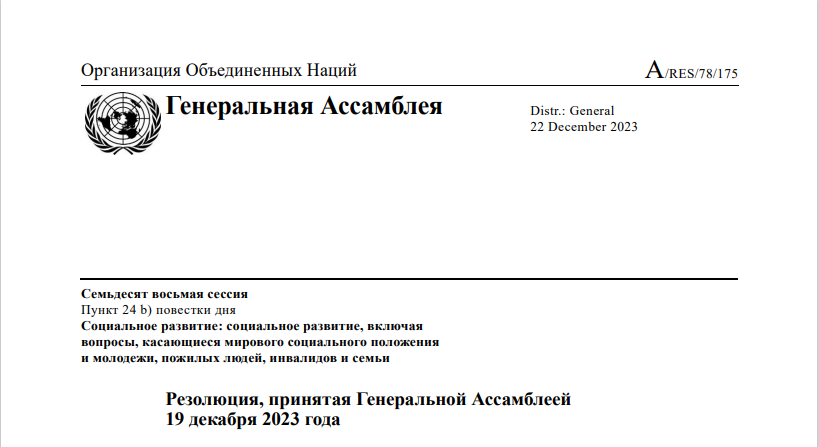 Организация Объединенных Наций A/RES/78/175
Генеральная Ассамблея
Distr.: General
22 December 2023
Семьдесят восьмая сессия
Пункт 24 b) повестки дня
Социальное развитие: социальное развитие, включая
вопросы, касающиеся мирового социального положения
и молодежи, пожилых людей, инвалидов и семьи
Резолюция, принятая Генеральной Ассамблеей
19 декабря 2023 года